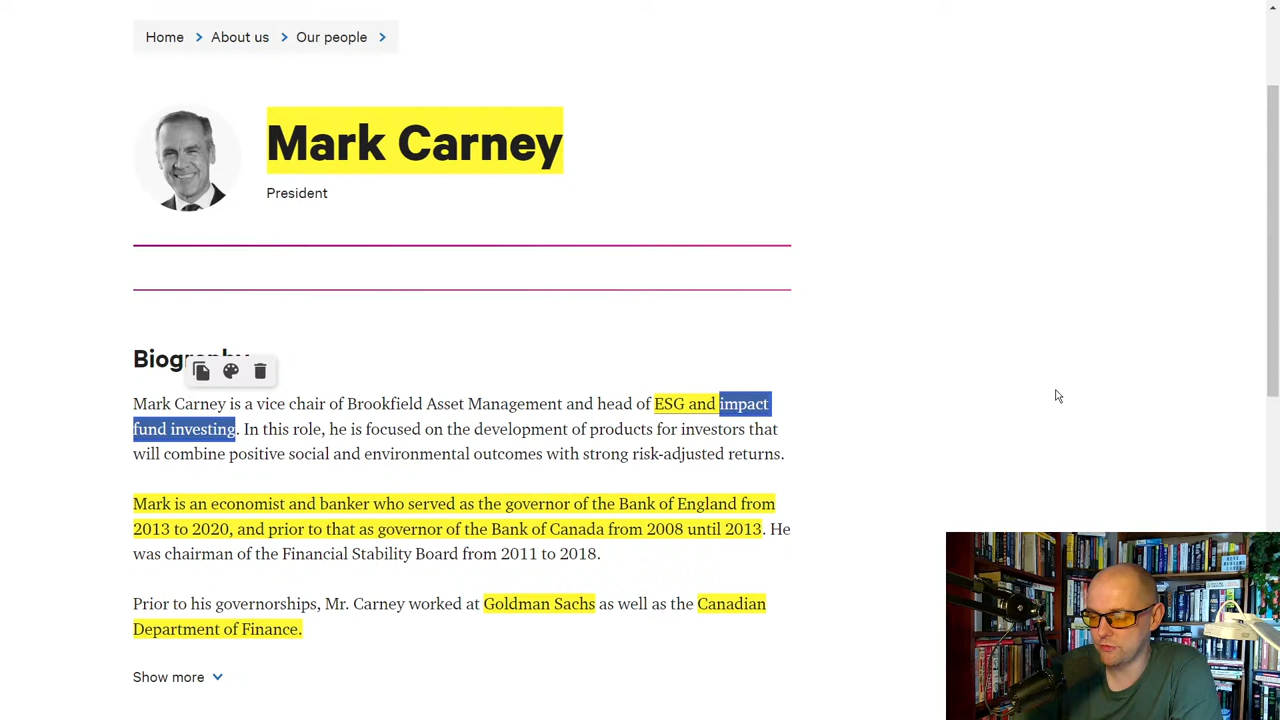 Home > About us > Our people >
Mark Carney
President
Biography
Mark Carney is a vice chair of Brookfield Asset Management and head of ESG and impact
fund investing. In this role, he is focused on the development of products for investors that
will combine positive social and environmental outcomes with strong risk-adjusted returns.
Mark is an economist and banker who served as the governor of the Bank of England from
2013 to 2020, and prior to that as governor of the Bank of Canada from 2008 until 2013. He
was chairman of the Financial Stability Board from 2011 to 2018.
Prior to his governorships, Mr. Carney worked at Goldman Sachs as well as the Canadian
Department of Finance.
Show more